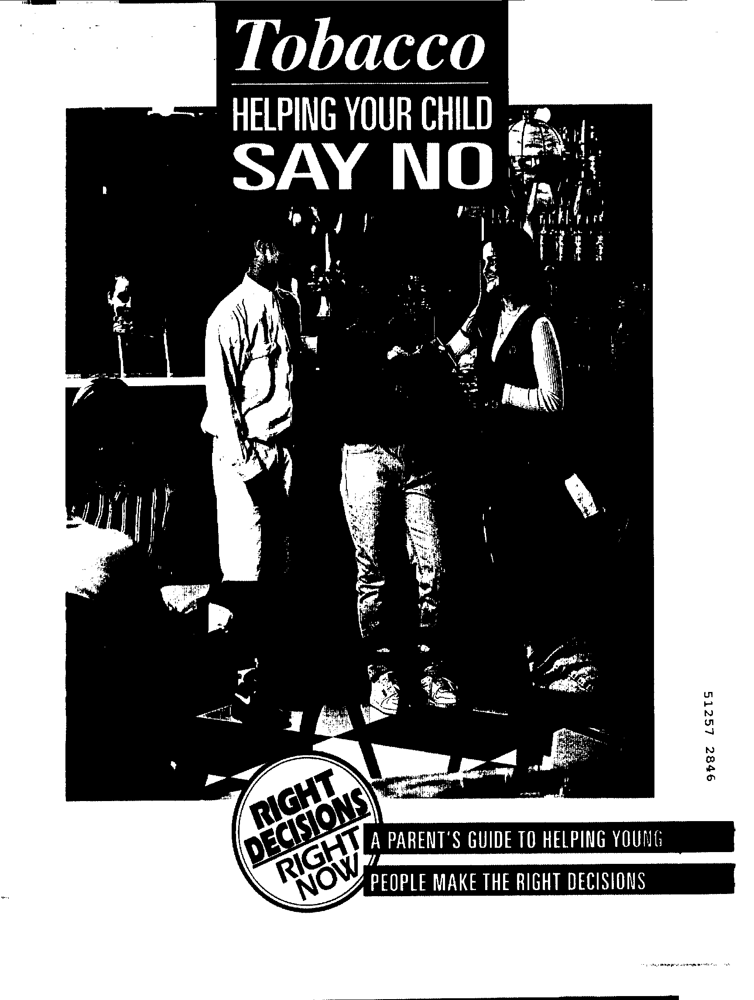 Tobacco
HELPING YOUR CHILD
SAY NO
51257 2846
RIGHT
DECISIONS
RIGHT
NOW
A PARENT'S GUIDE TO HELPING YOUNG
PEOPLE MAKE THE RIGHT DECISIONS